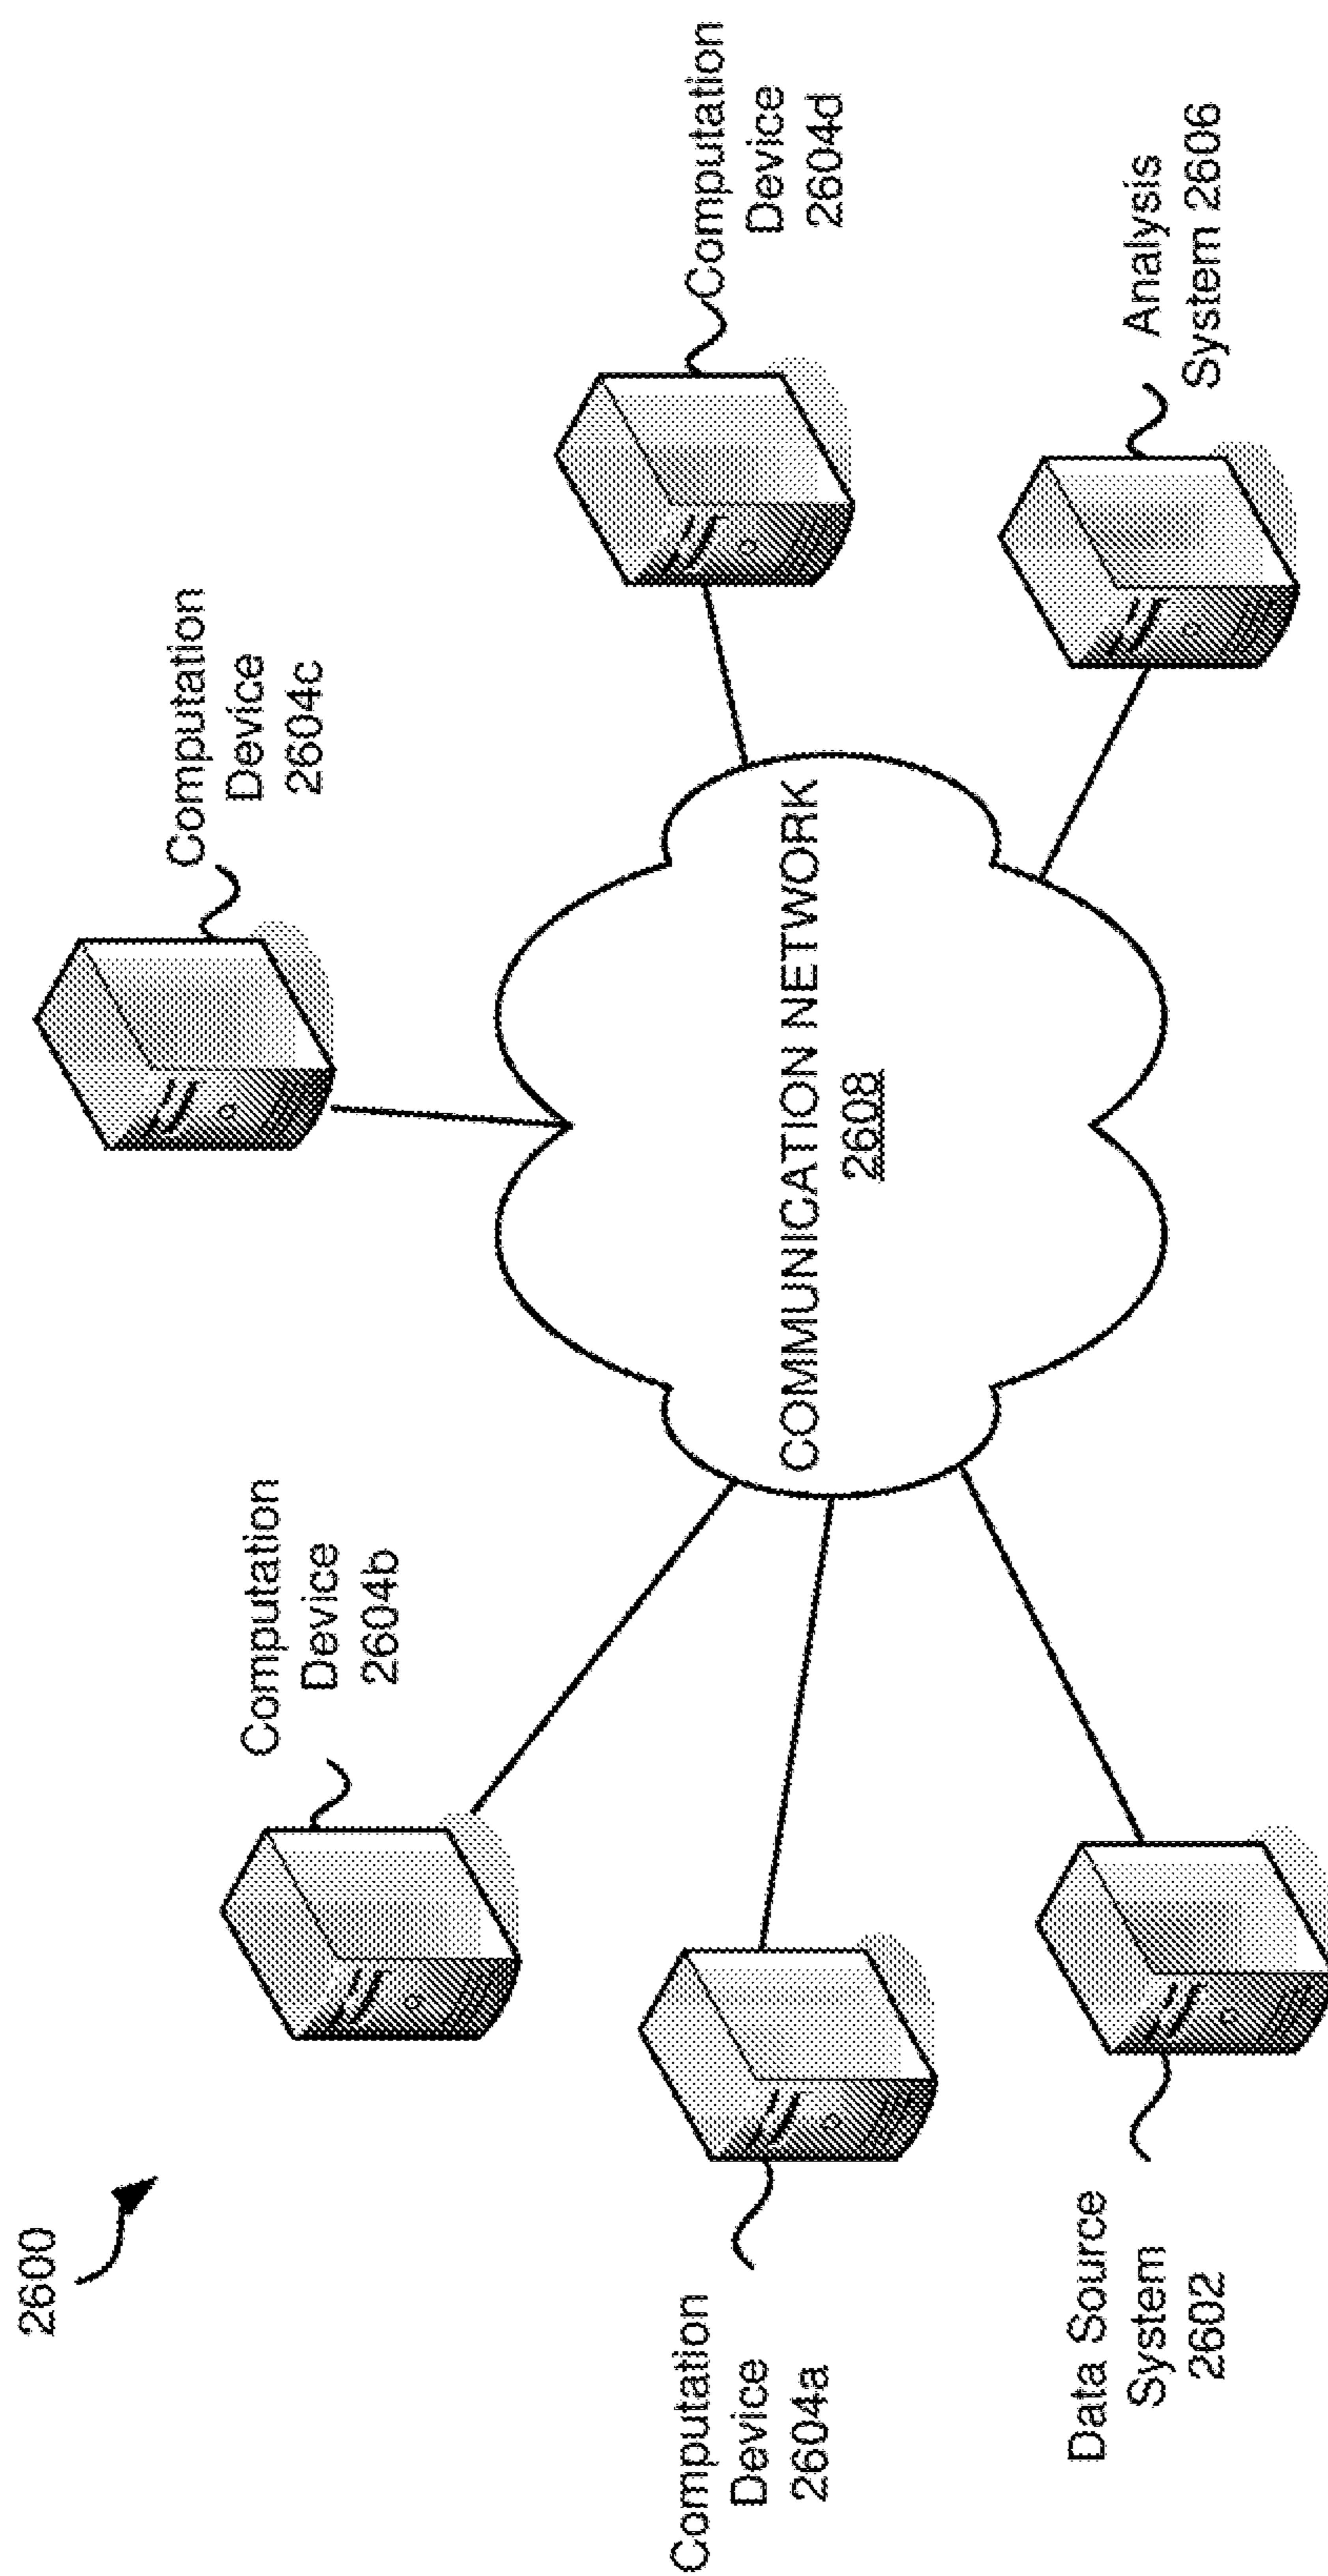 2600
Computation
Device
2604b
Computation
Device
2604c
Computation
Device
2604d
Computation
Device
2604a
COMMUNICATION NETWORK
2608
Data Source
System
2602
Analysis
System 2606